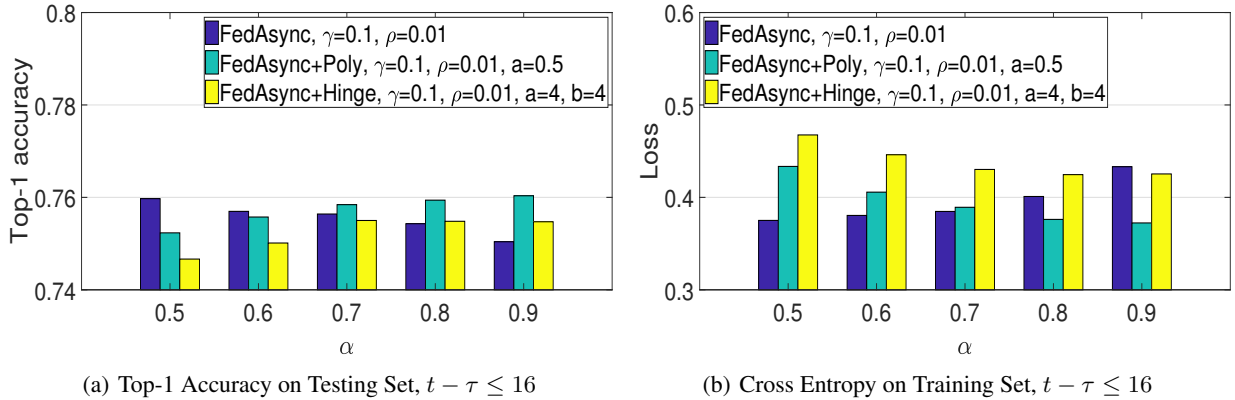 0.8
0.78
0.76
0.74
Top-1 accuracy
FedAsync, γ=0.1, ρ=0.01
FedAsync+Poly, γ=0.1, ρ=0.01, a=0.5
FedAsync+Hinge, γ=0.1, ρ=0.01, a=4, b=4
0.5 0.6 0.7 0.8 0.9
α
(a) Top-1 Accuracy on Testing Set, t − τ ≤ 16
0.6
0.5
0.4
0.3
Loss
FedAsync, γ=0.1, ρ=0.01
FedAsync+Poly, γ=0.1, ρ=0.01, a=0.5
FedAsync+Hinge, γ=0.1, ρ=0.01, a=4, b=4
0.5 0.6 0.7 0.8 0.9
α
(b) Cross Entropy on Training Set, t − τ ≤ 16